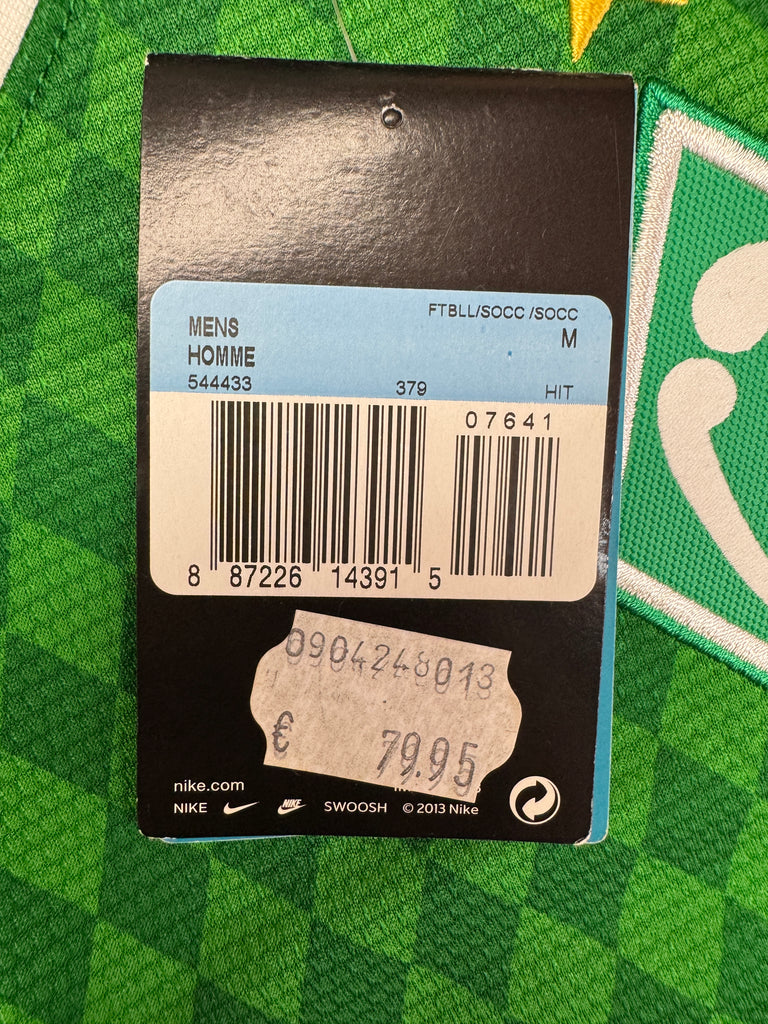 FTBLL/SOCC /SOCC
MENS M
HOMME
544433 379 HIT
07641
8 87226 14391 5
0904248013
€ 79.95
nike.com
NIKE NIKE SWOOSH © 2013 Nike